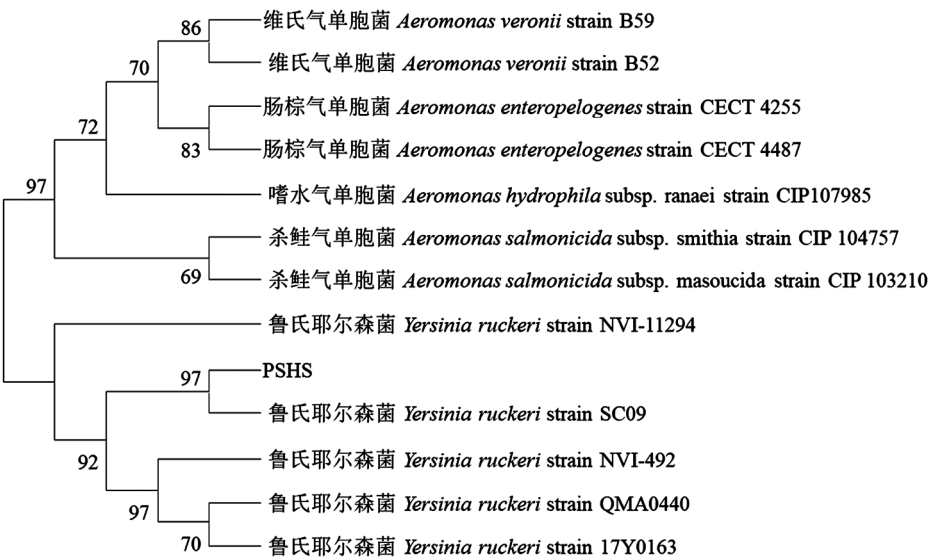 维氏气单胞菌 Aeromonas veronii strain B59
86
维氏气单胞菌 Aeromonas veronii strain B52
70
肠棕气单胞菌 Aeromonas enteropelogenes strain CECT 4255
72
83
肠棕气单胞菌 Aeromonas enteropelogenes strain CECT 4487
97
嗜水气单胞菌 Aeromonas hydrophila subsp. ranaei strain CIP107985
杀鲑气单胞菌 Aeromonas salmonicida subsp. smithia strain CIP 104757
69
杀鲑气单胞菌 Aeromonas salmonicida subsp. masoucida strain CIP 103210
鲁氏耶尔森菌 Yersinia ruckeri strain NVI-11294
97
PSHS
鲁氏耶尔森菌 Yersinia ruckeri strain SC09
92
鲁氏耶尔森菌 Yersinia ruckeri strain NVI-492
97
鲁氏耶尔森菌 Yersinia ruckeri strain QMA0440
70
鲁氏耶尔森菌 Yersinia ruckeri strain 17Y0163